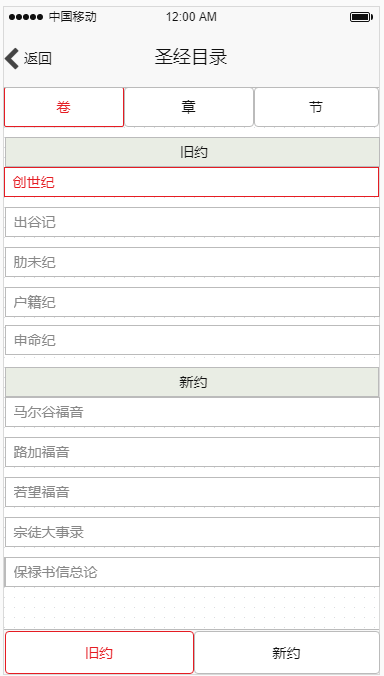 中国移动 12:00 AM
返回 圣经目录
卷 章 节
旧约
创世纪
出谷记
肋未纪
户籍纪
申命纪
新约
马尔谷福音
路加福音
若望福音
宗徒大事录
保禄书信总论
旧约 新约